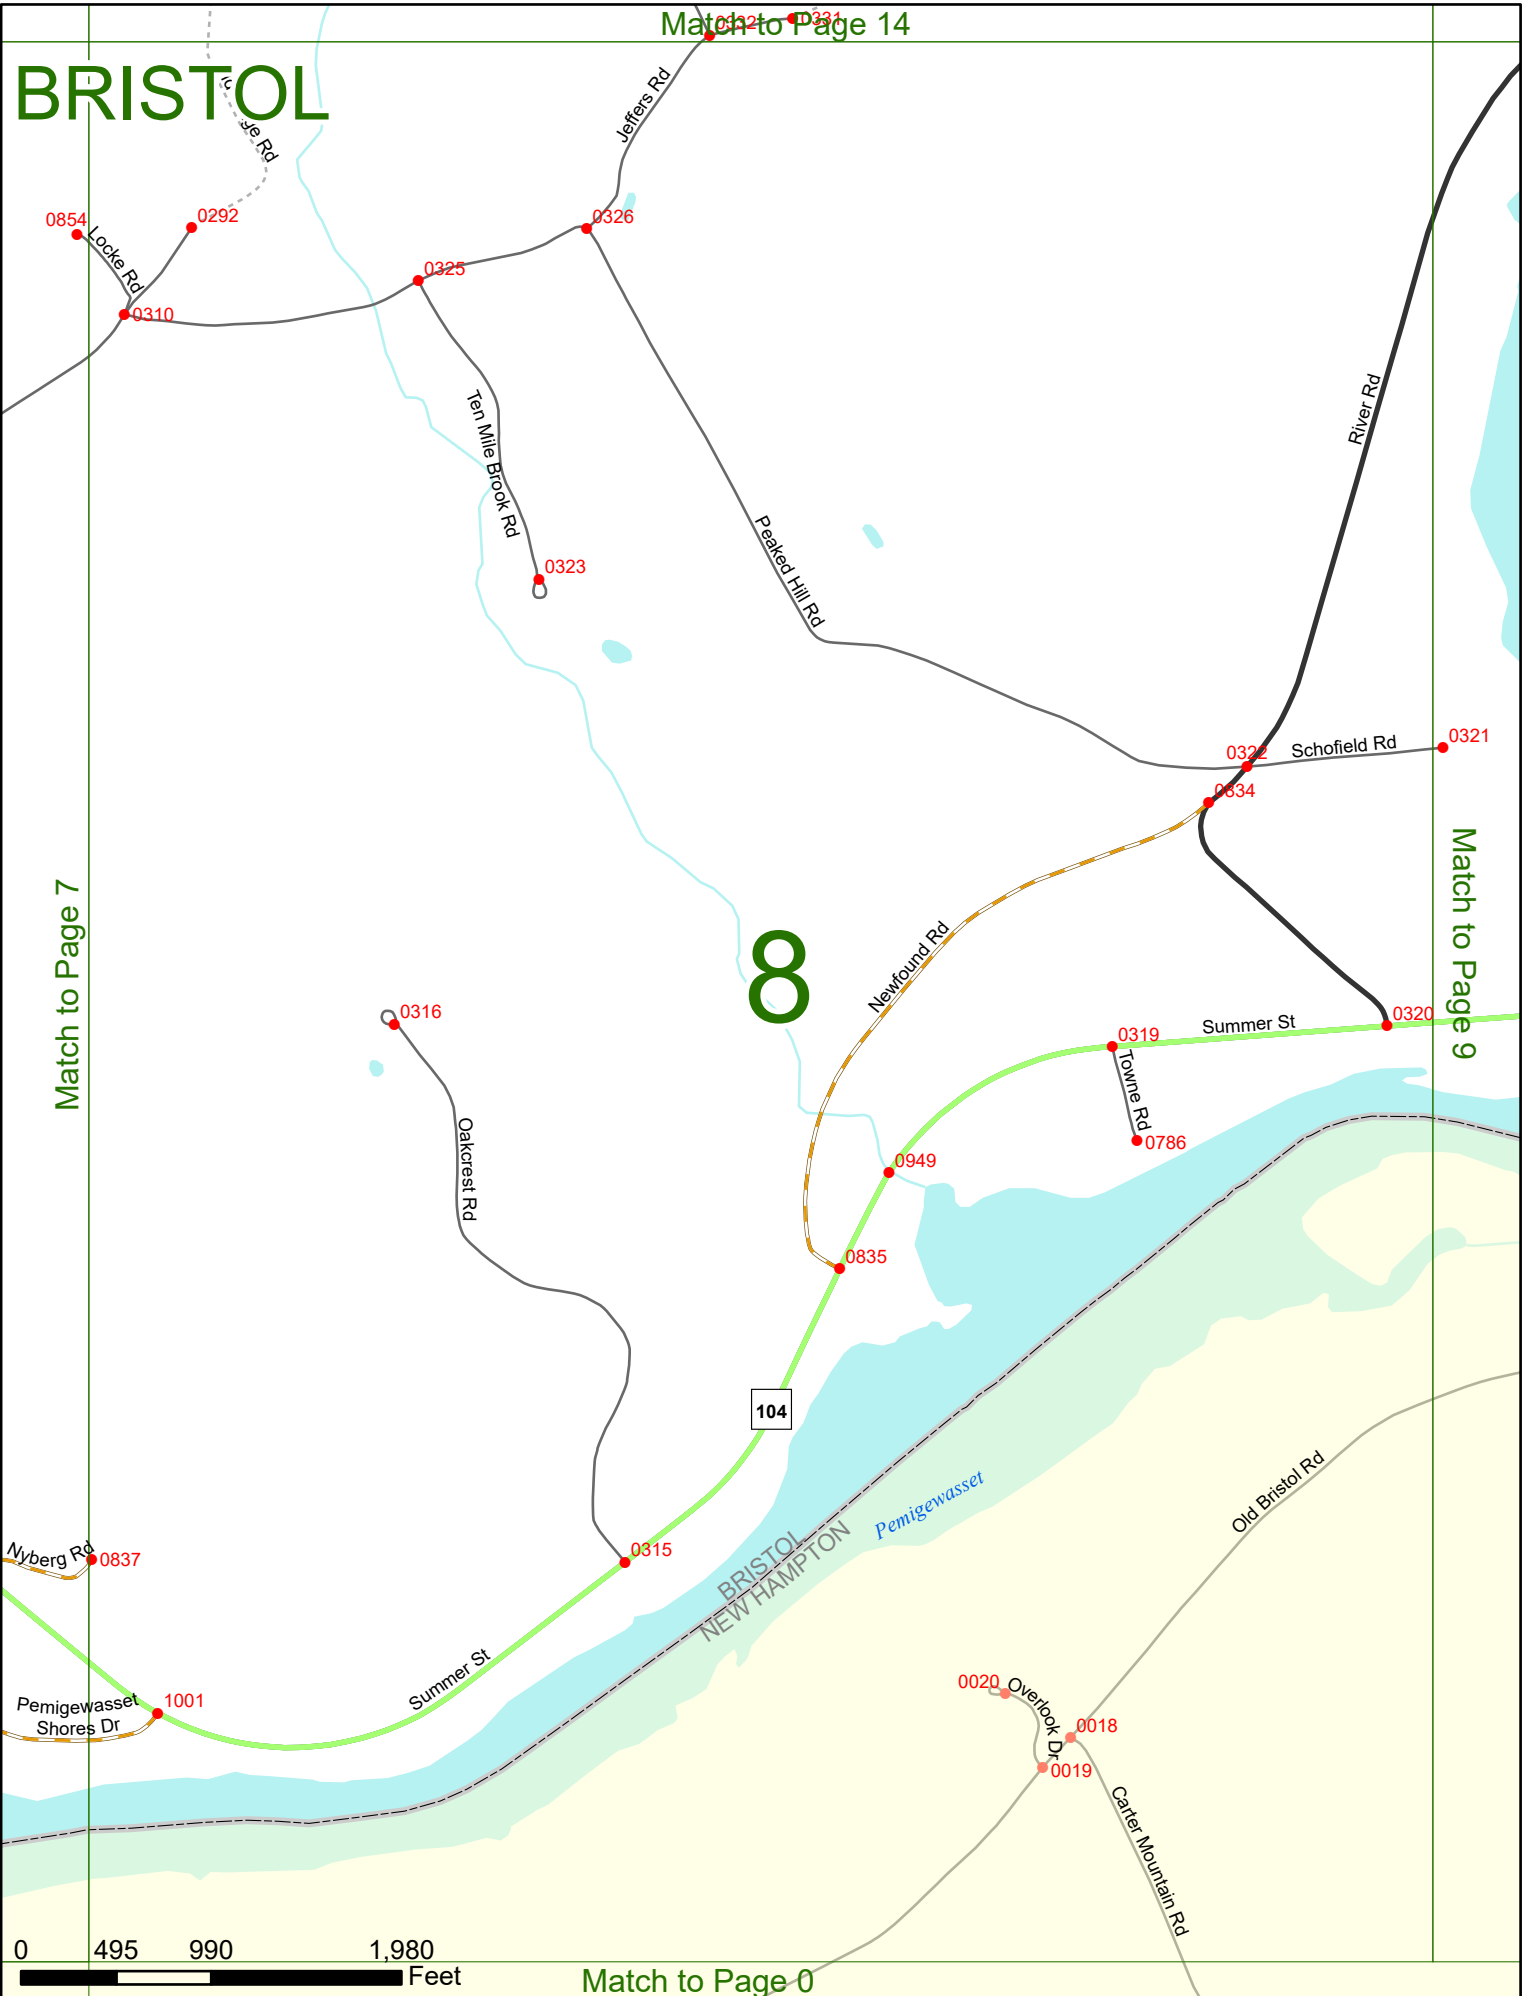 Match to Page 14
0332
0331
BRISTOL
ge Rd
Jeffers Rd
0854
0292
0326
Locke Rd
0325
0310
River Rd
Ten Mile Brook Rd
Peaked Hill Rd
0323
0322
Schofield Rd
0321
0834
Match to Page 7
Match to Page 9
8
Newfound Rd
0316
0319
Summer St
0320
Towne Rd
Oakcrest Rd
0786
0949
0835
104
Old Bristol Rd
Pemigewasset
Nyberg Rd
0837
0315
BRISTOL
NEW HAMPTON
Summer St
0020
Overlook Dr
Pemigewasset
Shores Dr
1001
0018
0019
Carter Mountain Rd
0 495 990 1,980
Feet
Match to Page 0